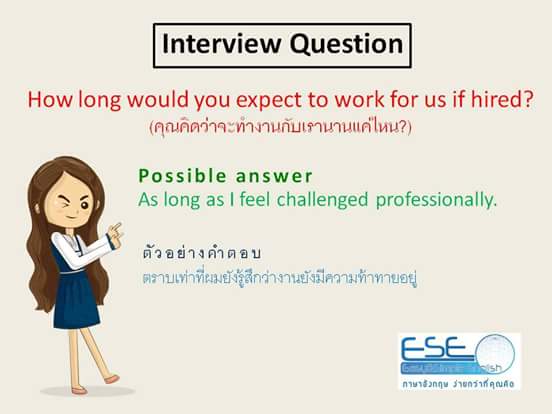 Interview Question
How long would you expect to work for us if hired?
(คุณคิดว่าจะทำงานกับเรานานแค่ไหน?)
Possible answer
As long as I feel challenged professionally.
ตัวอย่างคำตอบ
ตราบเท่าที่ผมยังรู้สึกว่างานยังมีความท้าทายอยู่
ESE
Easy&Simple English
ภาษาอังกฤษ ง่ายกว่าที่คุณคิด